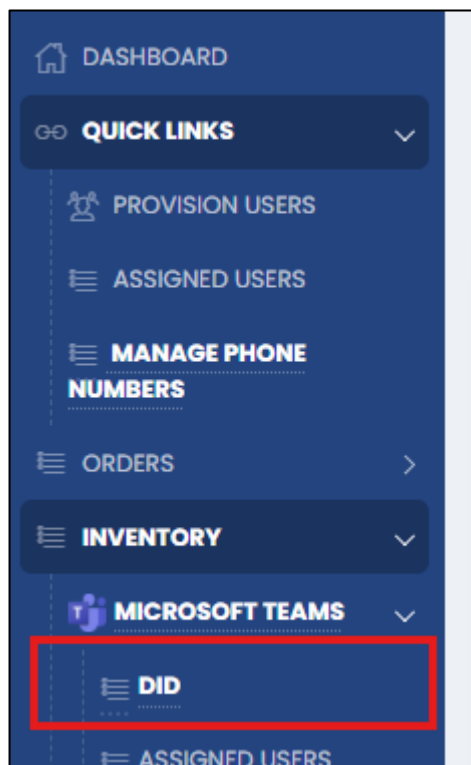 DASHBOARD
QUICK LINKS
PROVISION USERS
ASSIGNED USERS
MANAGE PHONE
NUMBERS
ORDERS
INVENTORY
MICROSOFT TEAMS
DID
ASSIGNED USERS